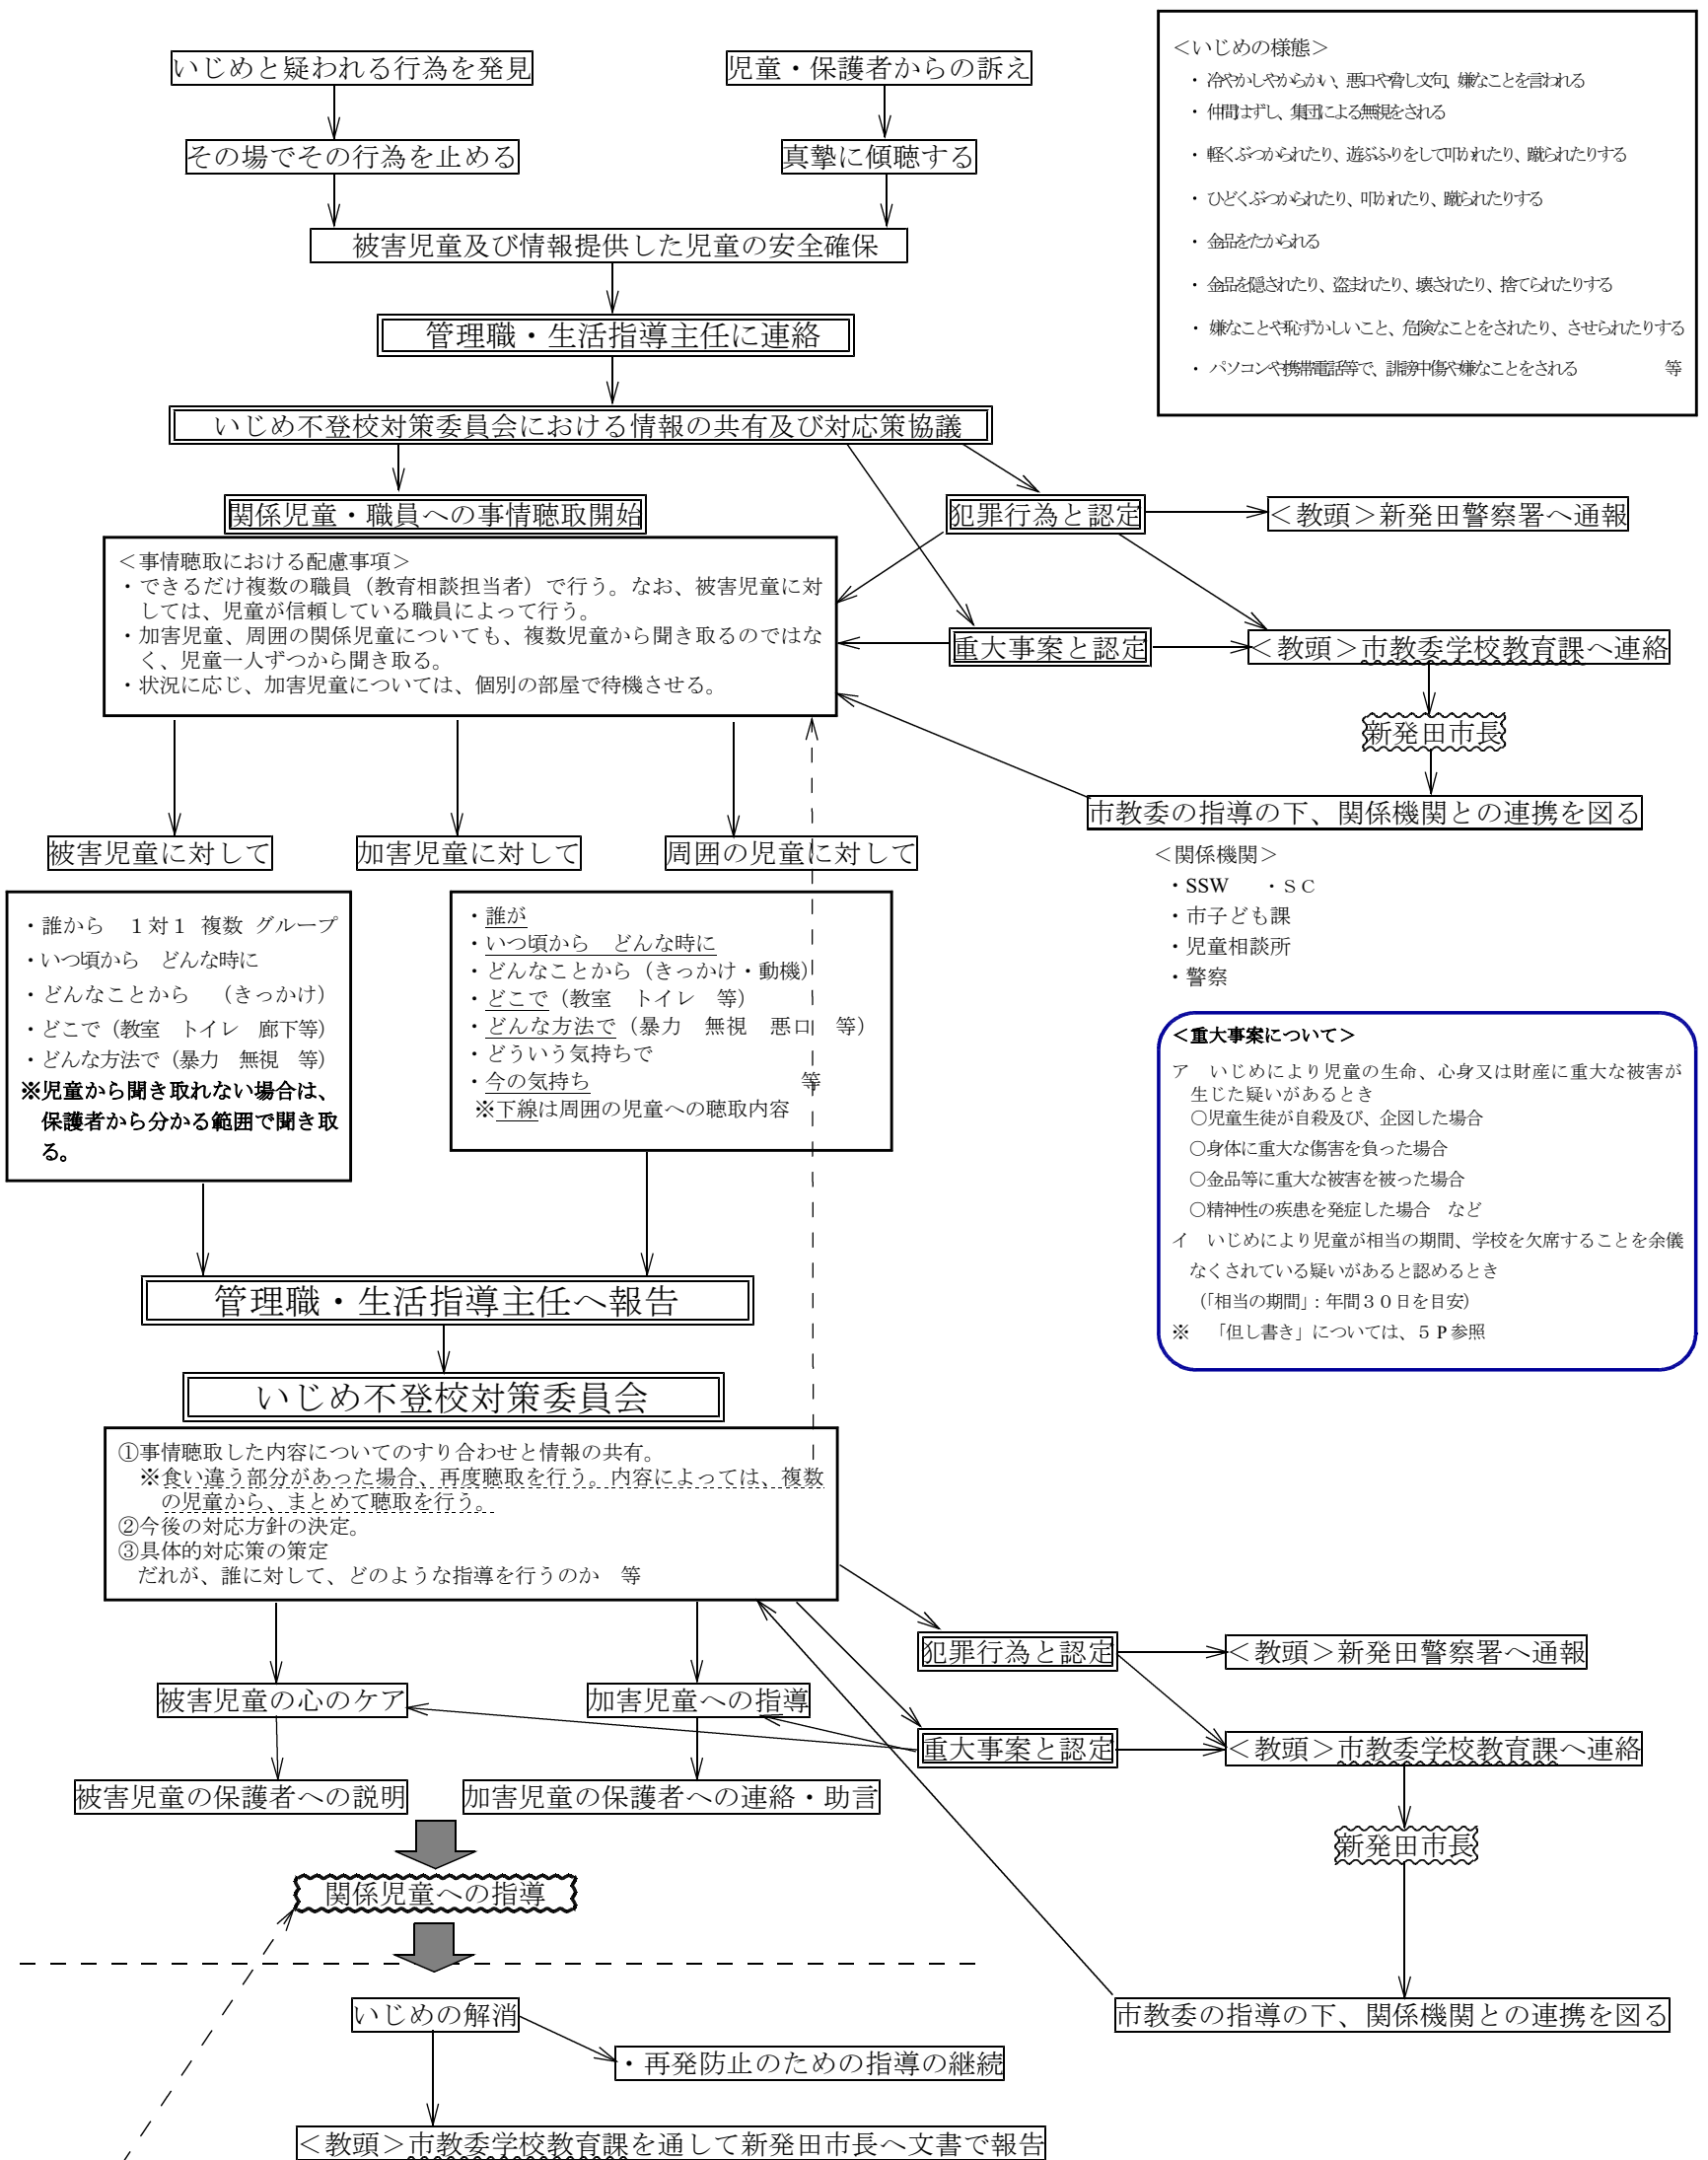 いじめと疑われる行為を発見
児童・保護者からの訴え
その場でその行為を止める
真摯に傾聴する
被害児童及び情報提供した児童の安全確保
管理職・生活指導主任に連絡
いじめ不登校対策委員会における情報の共有及び対応策協議
＜いじめの様態＞
・ 冷やかしやからかい、悪口や脅し文句、嫌なことを言われる
・ 仲間はずし、集団による無視をされる
・ 軽くぶつかられたり、遊ぶふりをして叩かれたり、蹴られたりする
・ ひどくぶつかられたり、叩かれたり、蹴られたりする
・ 金品をたかられる
・ 金品を隠されたり、盗まれたり、壊されたり、捨てられたりする
・ 嫌なことや恥ずかしいこと、危険なことをされたり、させられたりする
・ パソコンや携帯電話等で、誹謗中傷や嫌なことをされる 等
関係児童・職員への事情聴取開始
犯罪行為と認定
＜教頭＞新発田警察署へ通報
＜事情聴取における配慮事項＞
・できるだけ複数の職員（教育相談担当者）で行う。なお、被害児童に対
しては、児童が信頼している職員によって行う。
・加害児童、周囲の関係児童についても、複数児童から聞き取るのではな
く、児童一人ずつから聞き取る。
・状況に応じ、加害児童については、個別の部屋で待機させる。
重大事案と認定
＜教頭＞市教委学校教育課へ連絡
新発田市長
市教委の指導の下、関係機関との連携を図る
＜関係機関＞
・SSW ・ＳＣ
・市子ども課
・児童相談所
・警察
被害児童に対して
加害児童に対して
周囲の児童に対して
・誰から １対１ 複数 グループ
・いつ頃から どんな時に
・どんなことから （きっかけ）
・どこで（教室 トイレ 廊下等）
・どんな方法で（暴力 無視 等）
※児童から聞き取れない場合は、
保護者から分かる範囲で聞き取
る。
・誰が
・いつ頃から どんな時に
・どんなことから（きっかけ・動機）
・どこで（教室 トイレ 等）
・どんな方法で（暴力 無視 悪口 等）
・どういう気持ちで
・今の気持ち 等
※下線は周囲の児童への聴取内容
＜重大事案について＞
ア いじめにより児童の生命、心身又は財産に重大な被害が
生じた疑いがあるとき
○児童生徒が自殺及び、企図した場合
○身体に重大な傷害を負った場合
○金品等に重大な被害を被った場合
○精神性の疾患を発症した場合 など
イ いじめにより児童が相当の期間、学校を欠席することを余儀
なくされている疑いがあると認めるとき
（「相当の期間」：年間３０日を目安）
※ 「但し書き」については、５Ｐ参照
管理職・生活指導主任へ報告
いじめ不登校対策委員会
①事情聴取した内容についてのすり合わせと情報の共有。
※食い違う部分があった場合、再度聴取を行う。内容によっては、複数
の児童から、まとめて聴取を行う。
②今後の対応方針の決定。
③具体的対応策の策定
だれが、誰に対して、どのような指導を行うのか 等
犯罪行為と認定
＜教頭＞新発田警察署へ通報
被害児童の心のケア
加害児童への指導
重大事案と認定
＜教頭＞市教委学校教育課へ連絡
被害児童の保護者への説明
加害児童の保護者への連絡・助言
新発田市長
関係児童への指導
いじめの解消
市教委の指導の下、関係機関との連携を図る
・再発防止のための指導の継続
＜教頭＞市教委学校教育課を通して新発田市長へ文書で報告